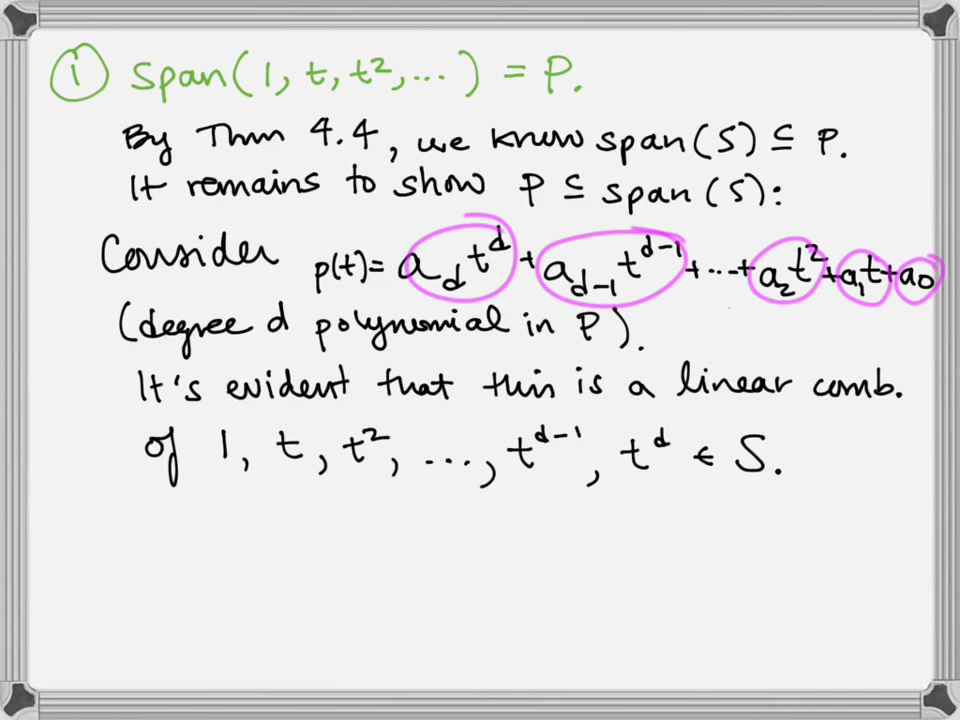 ① span(1, t, t², ...) = P.
By Thm 4.4, we know span(S) ⊆ P.
It remains to show P ⊆ span(S):
Consider p(t) = a_d t^d + a_{d-1} t^{d-1} + ... + a_2 t² + a_1 t + a_0
(degree d polynomial in P).
It's evident that this is a linear comb.
of 1, t, t², ..., t^{d-1}, t^d ∈ S.